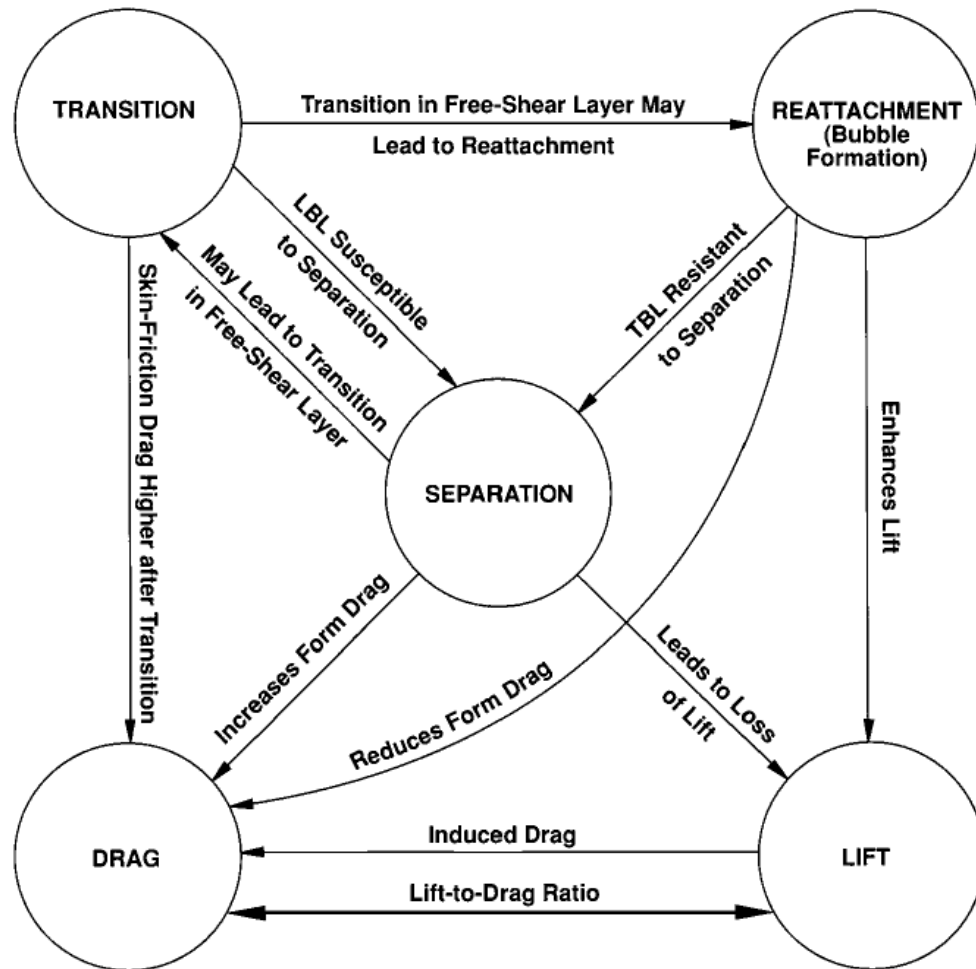 TRANSITION
Transition in Free-Shear Layer May
Lead to Reattachment
REATTACHMENT
(Bubble
Formation)
LBL Susceptible
to Separation
May Lead to Transition
in Free-Shear Layer
TBL Resistant
to Separation
Skin-Friction Drag Higher after Transition
SEPARATION
Enhances Lift
Increases Form Drag
Reduces Form Drag
Leads to Loss
of Lift
DRAG
Induced Drag
Lift-to-Drag Ratio
LIFT